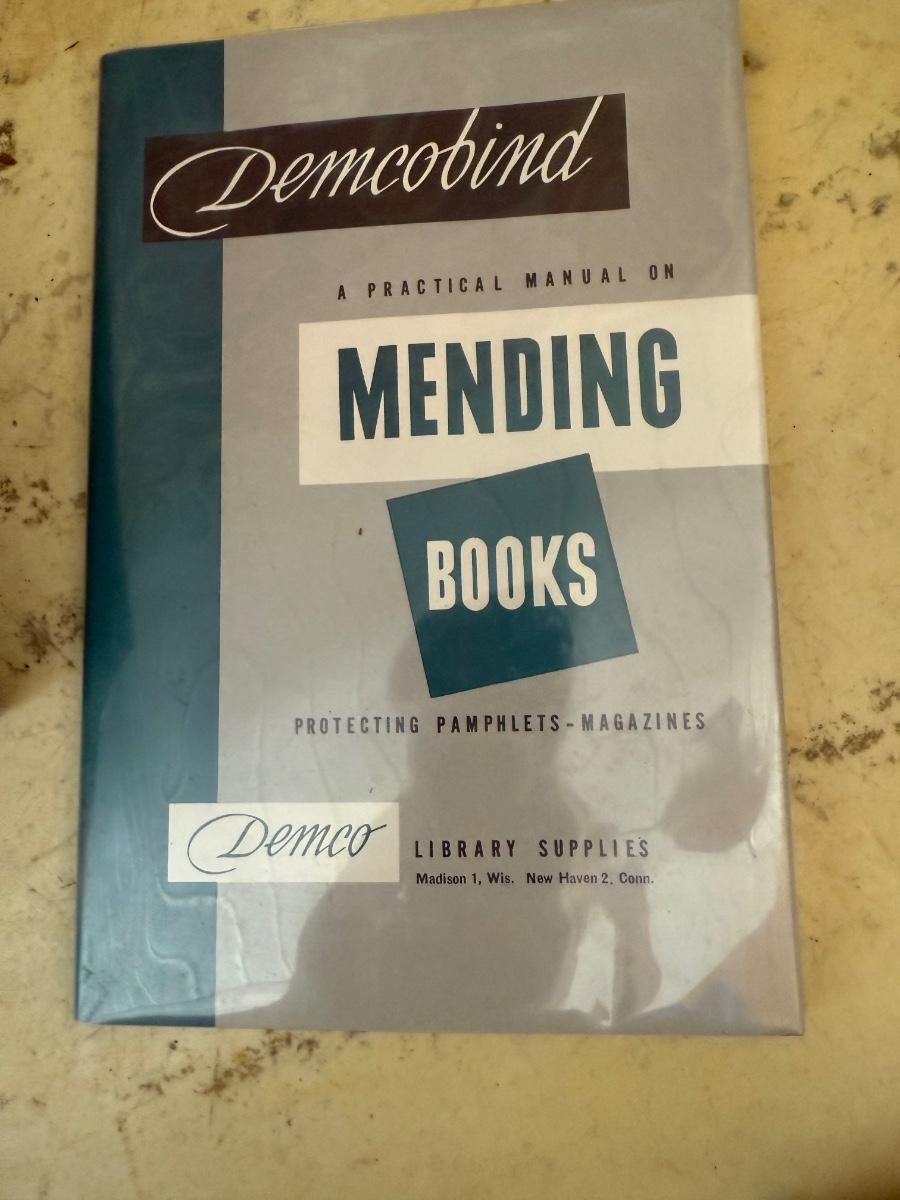 Demcobind
A PRACTICAL MANUAL ON
MENDING
BOOKS
PROTECTING PAMPHLETS-MAGAZINES
Demco LIBRARY SUPPLIES
Madison 1, Wis. New Haven 2, Conn.